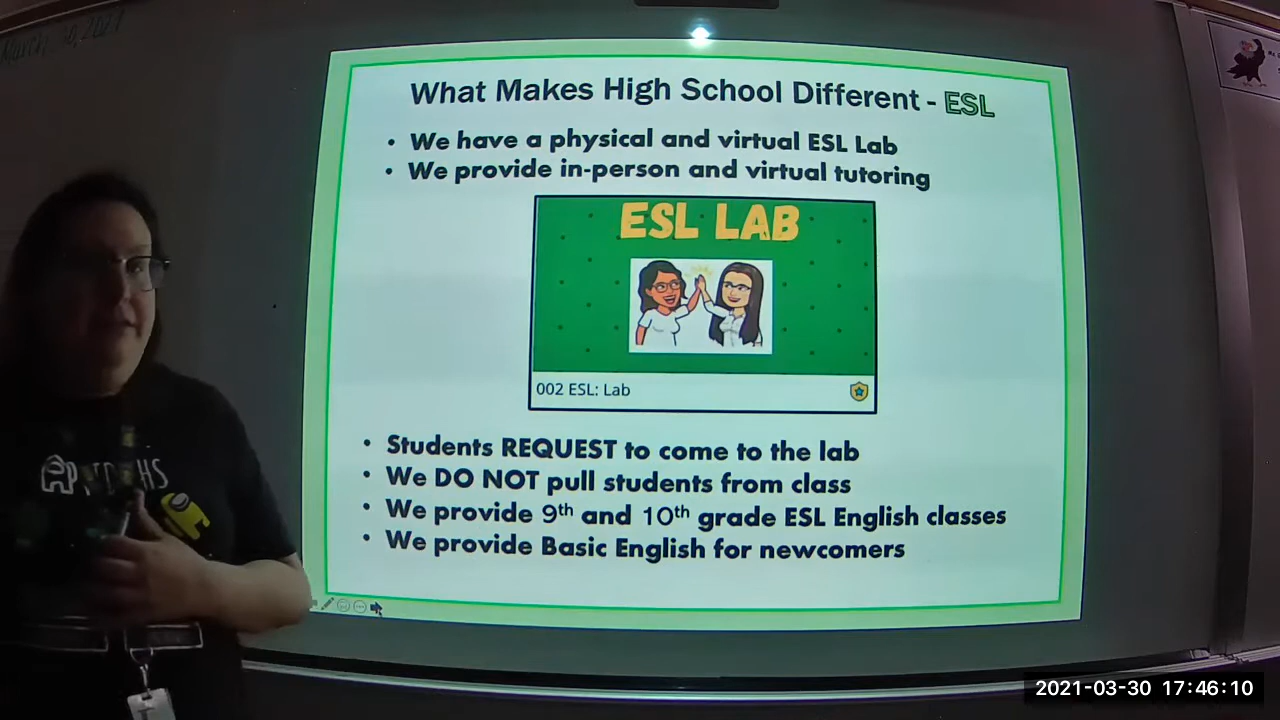 March 30, 2021
What Makes High School Different - ESL
• We have a physical and virtual ESL Lab
• We provide in-person and virtual tutoring
ESL LAB
002 ESL: Lab
• Students REQUEST to come to the lab
• We DO NOT pull students from class
• We provide 9th and 10th grade ESL English classes
• We provide Basic English for newcomers
2021-03-30 17:46:10